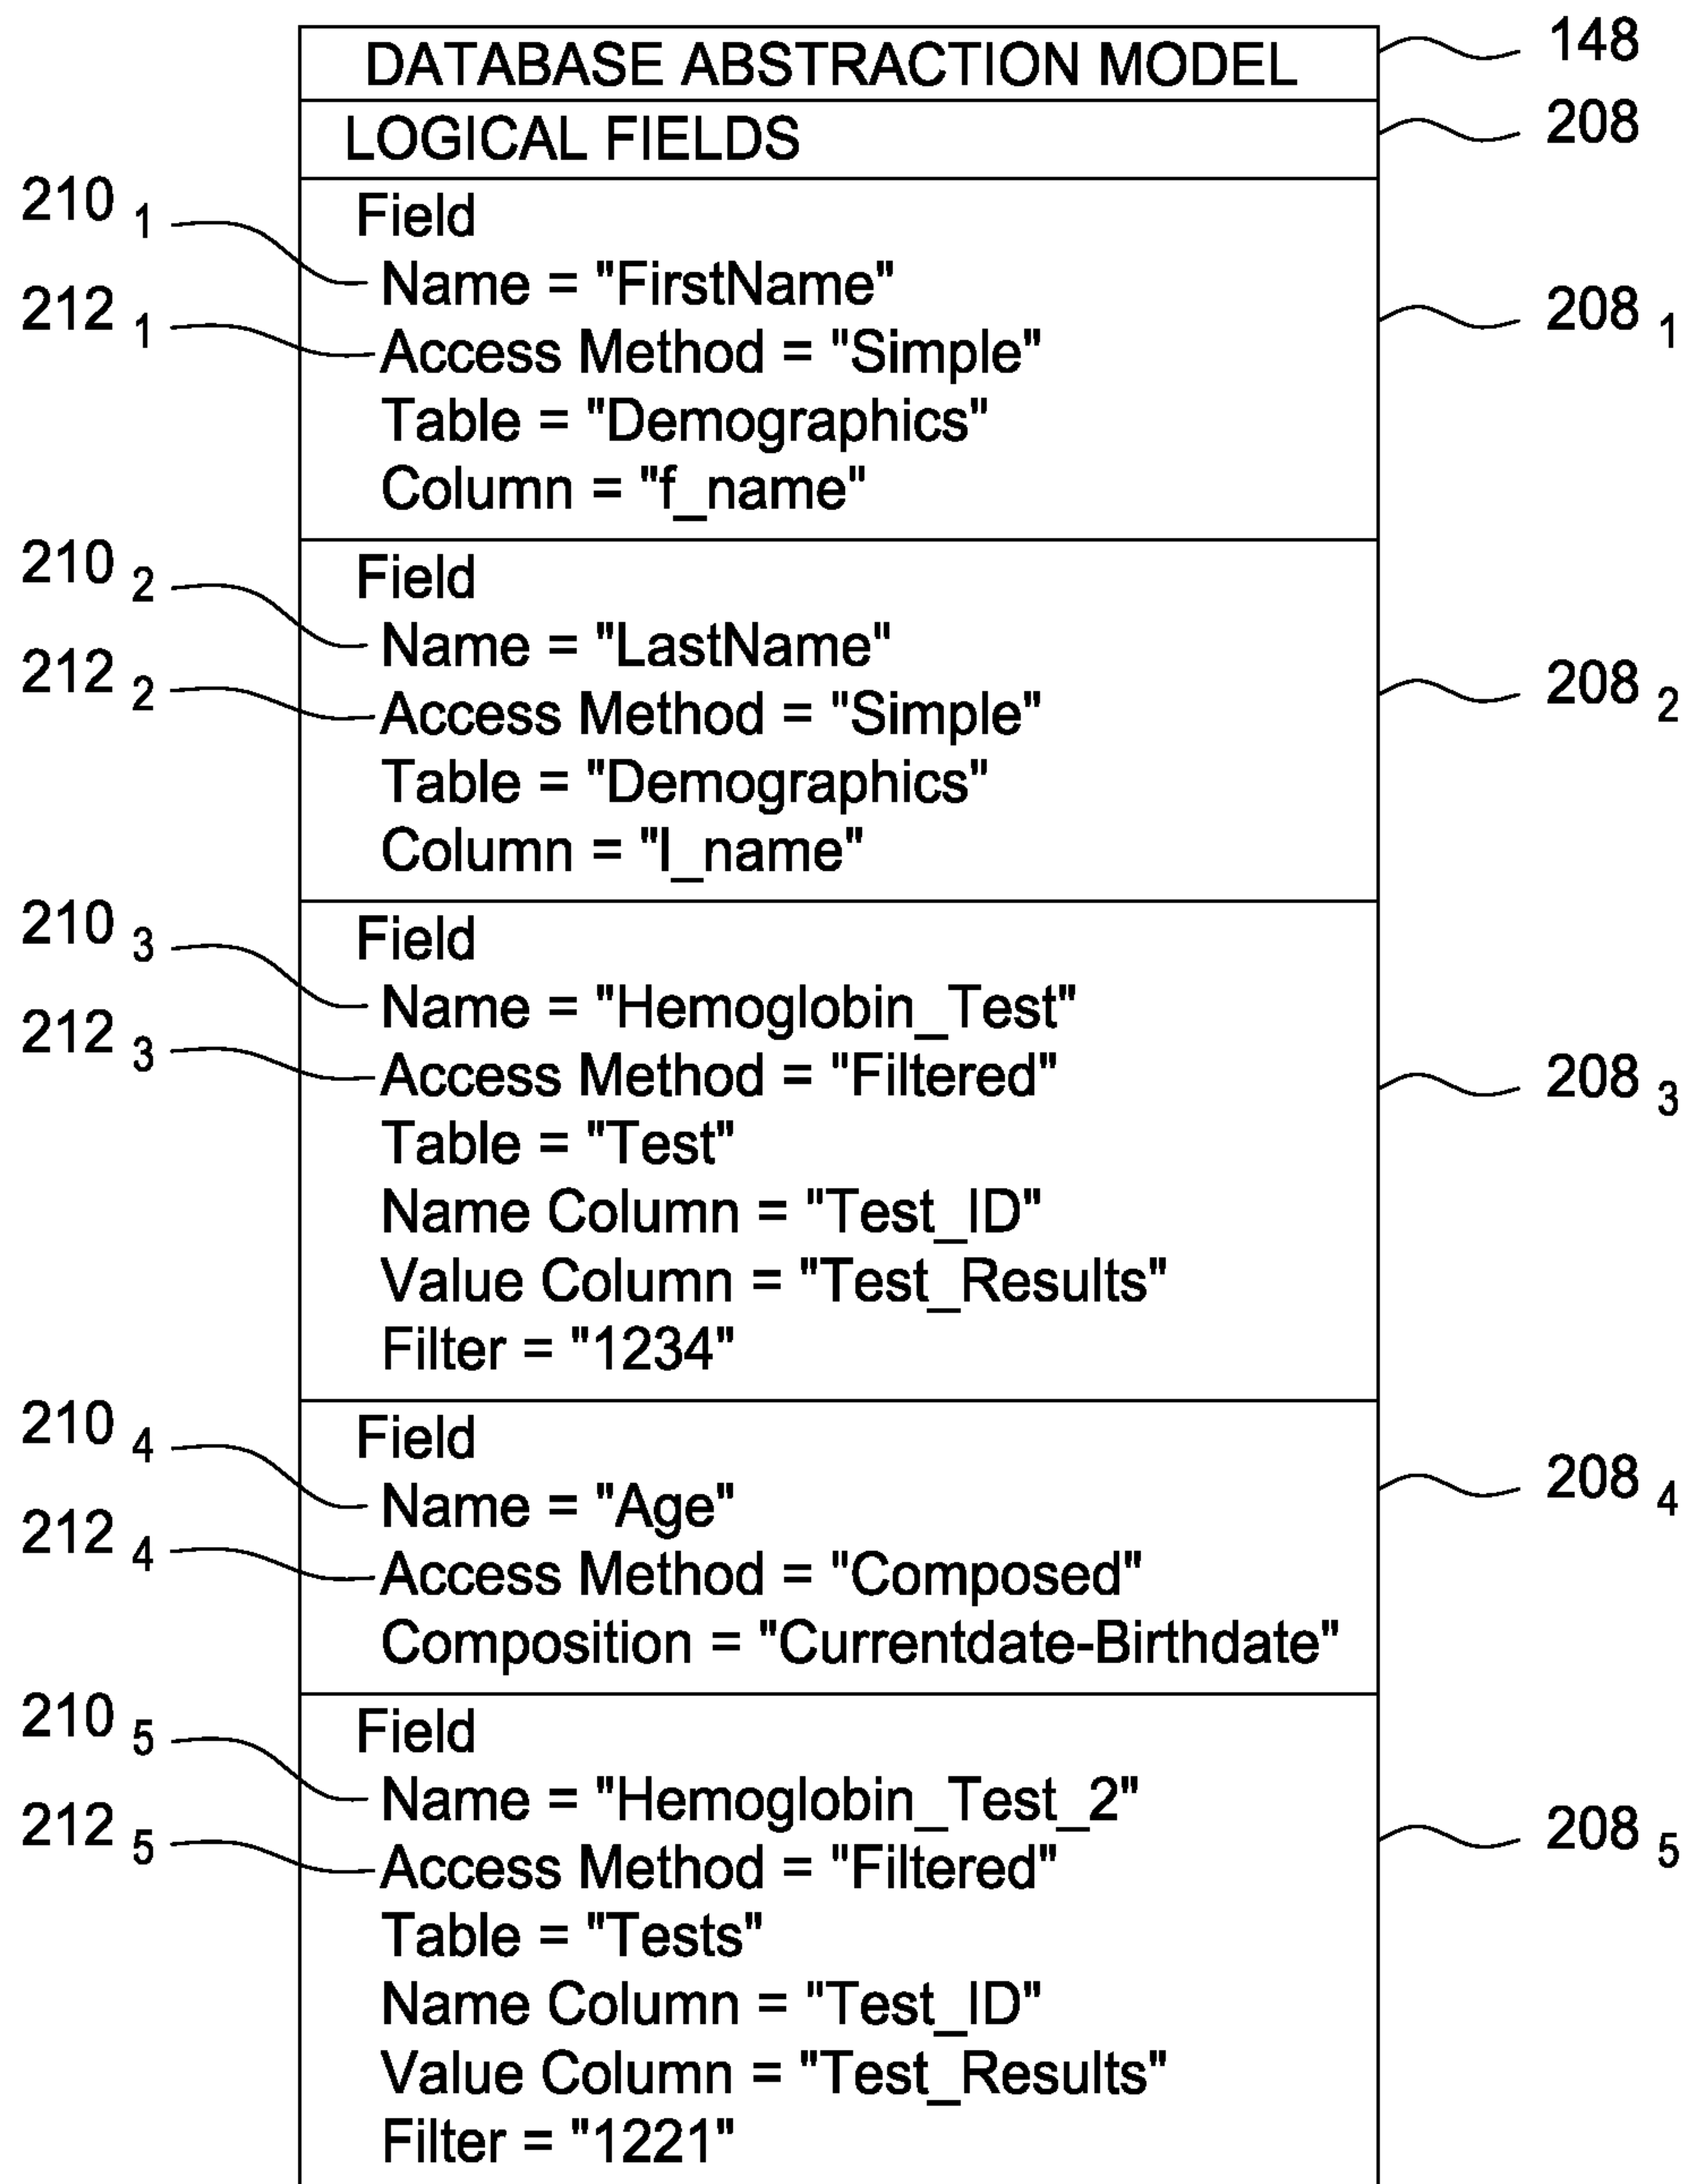 DATABASE ABSTRACTION MODEL 148
LOGICAL FIELDS 208
210 1 Field
Name = "FirstName"
212 1 Access Method = "Simple" 208 1
Table = "Demographics"
Column = "f_name"
210 2 Field
Name = "LastName"
212 2 Access Method = "Simple" 208 2
Table = "Demographics"
Column = "l_name"
210 3 Field
Name = "Hemoglobin_Test"
212 3 Access Method = "Filtered" 208 3
Table = "Test"
Name Column = "Test_ID"
Value Column = "Test_Results"
Filter = "1234"
210 4 Field
Name = "Age" 208 4
212 4 Access Method = "Composed"
Composition = "Currentdate-Birthdate"
210 5 Field
Name = "Hemoglobin_Test_2"
212 5 Access Method = "Filtered" 208 5
Table = "Tests"
Name Column = "Test_ID"
Value Column = "Test_Results"
Filter = "1221"